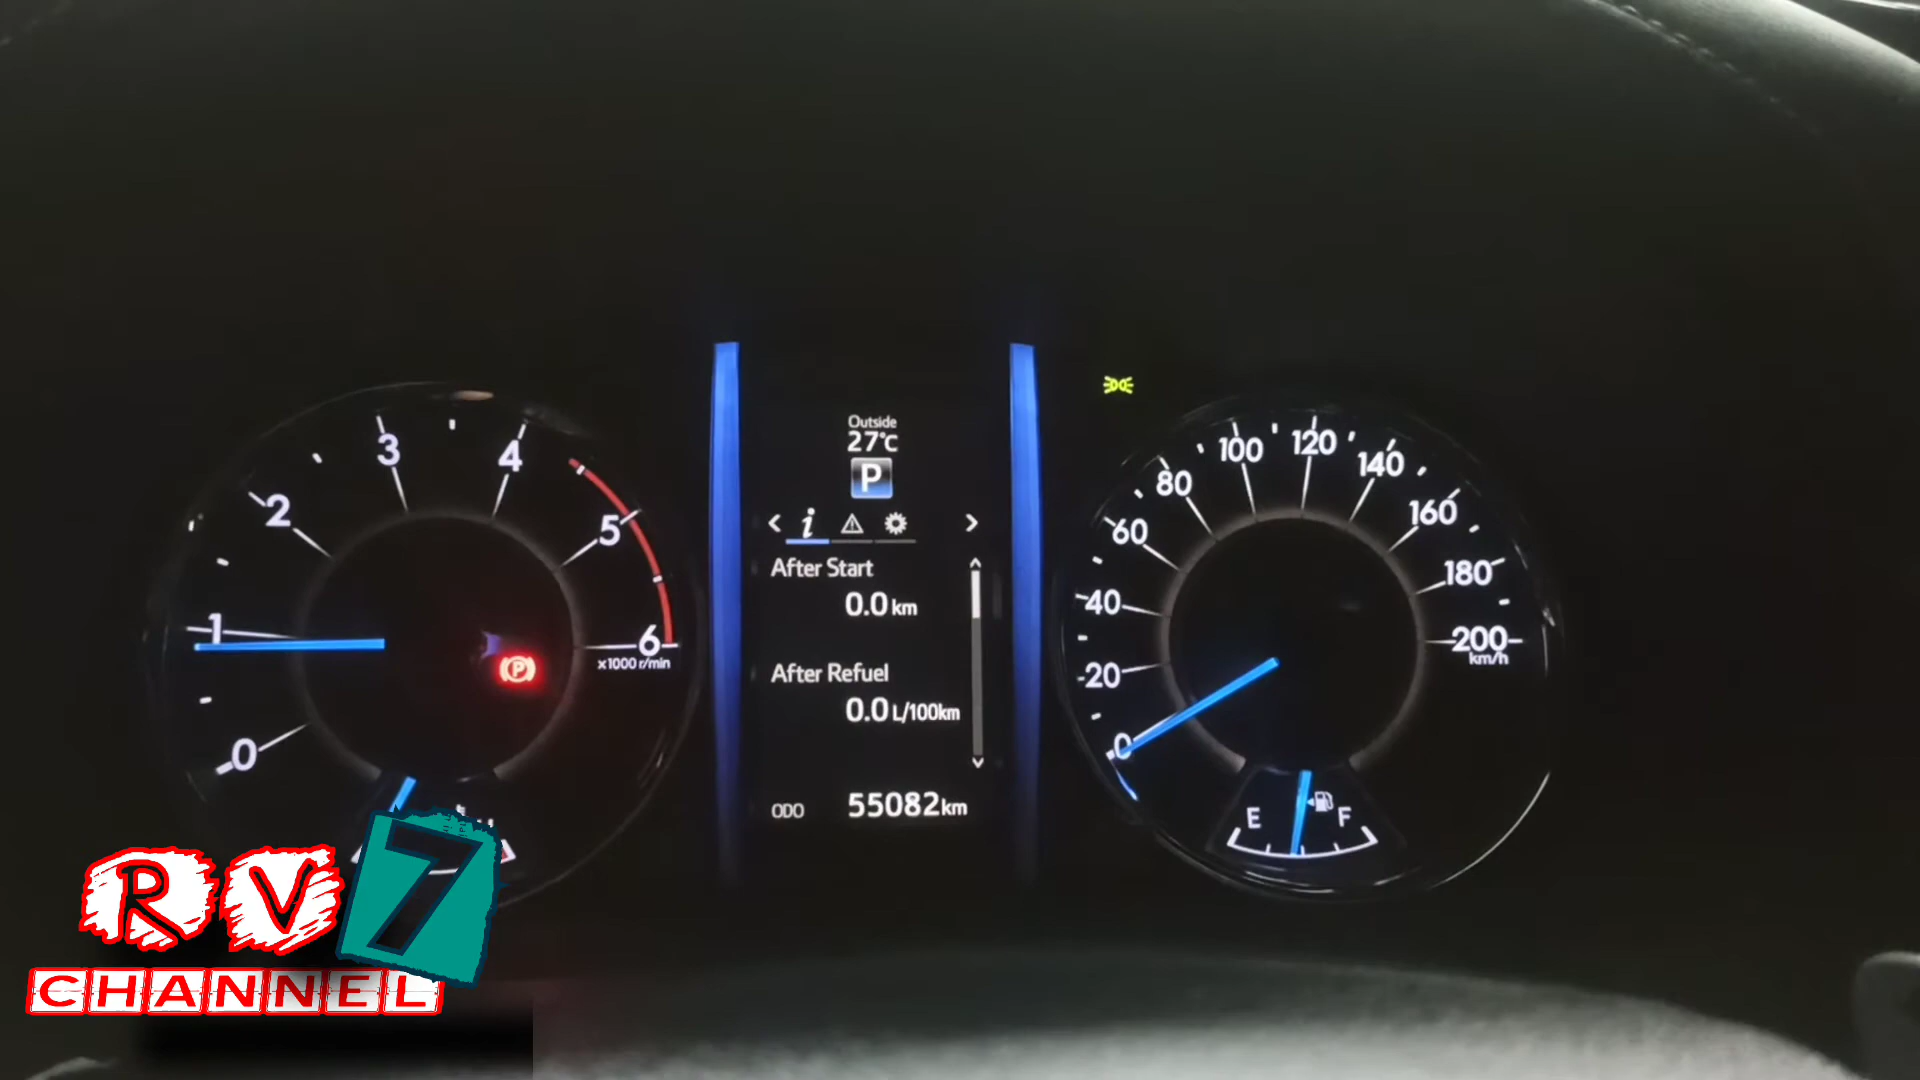 Outside
27°C
P
i
After Start
0.0 km
After Refuel
0.0 L/100km
ODO 55082 km
0
1
2
3
4
5
6
x1000 r/min
P
0
20
40
60
80
100
120
140
160
180
200
km/h
E
F
RV7
CHANNEL